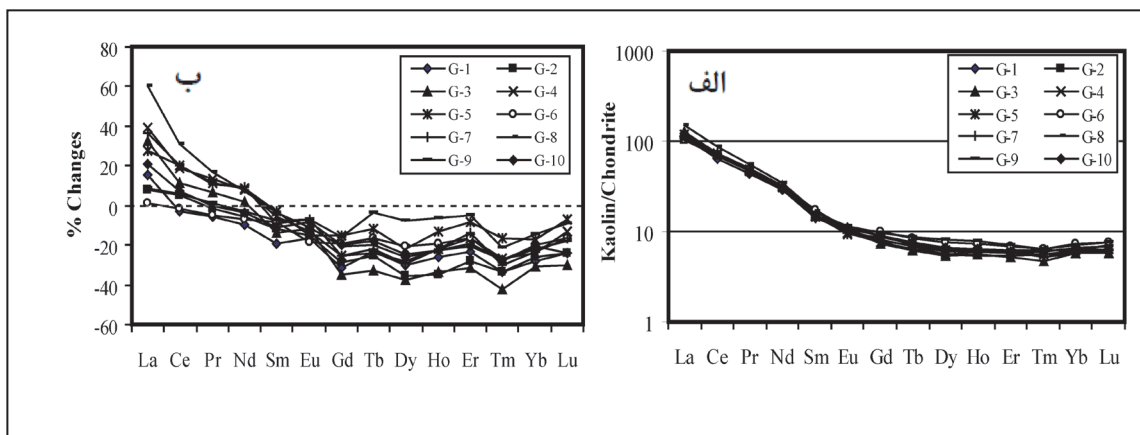 ب
% Changes
80
60
40
20
0
-20
-40
-60
G-1 G-2
G-3 G-4
G-5 G-6
G-7 G-8
G-9 G-10
La Ce Pr Nd Sm Eu Gd Tb Dy Ho Er Tm Yb Lu
الف
Kaolin/Chondrite
1000
100
10
1
G-1 G-2
G-3 G-4
G-5 G-6
G-7 G-8
G-9 G-10
La Ce Pr Nd Sm Eu Gd Tb Dy Ho Er Tm Yb Lu